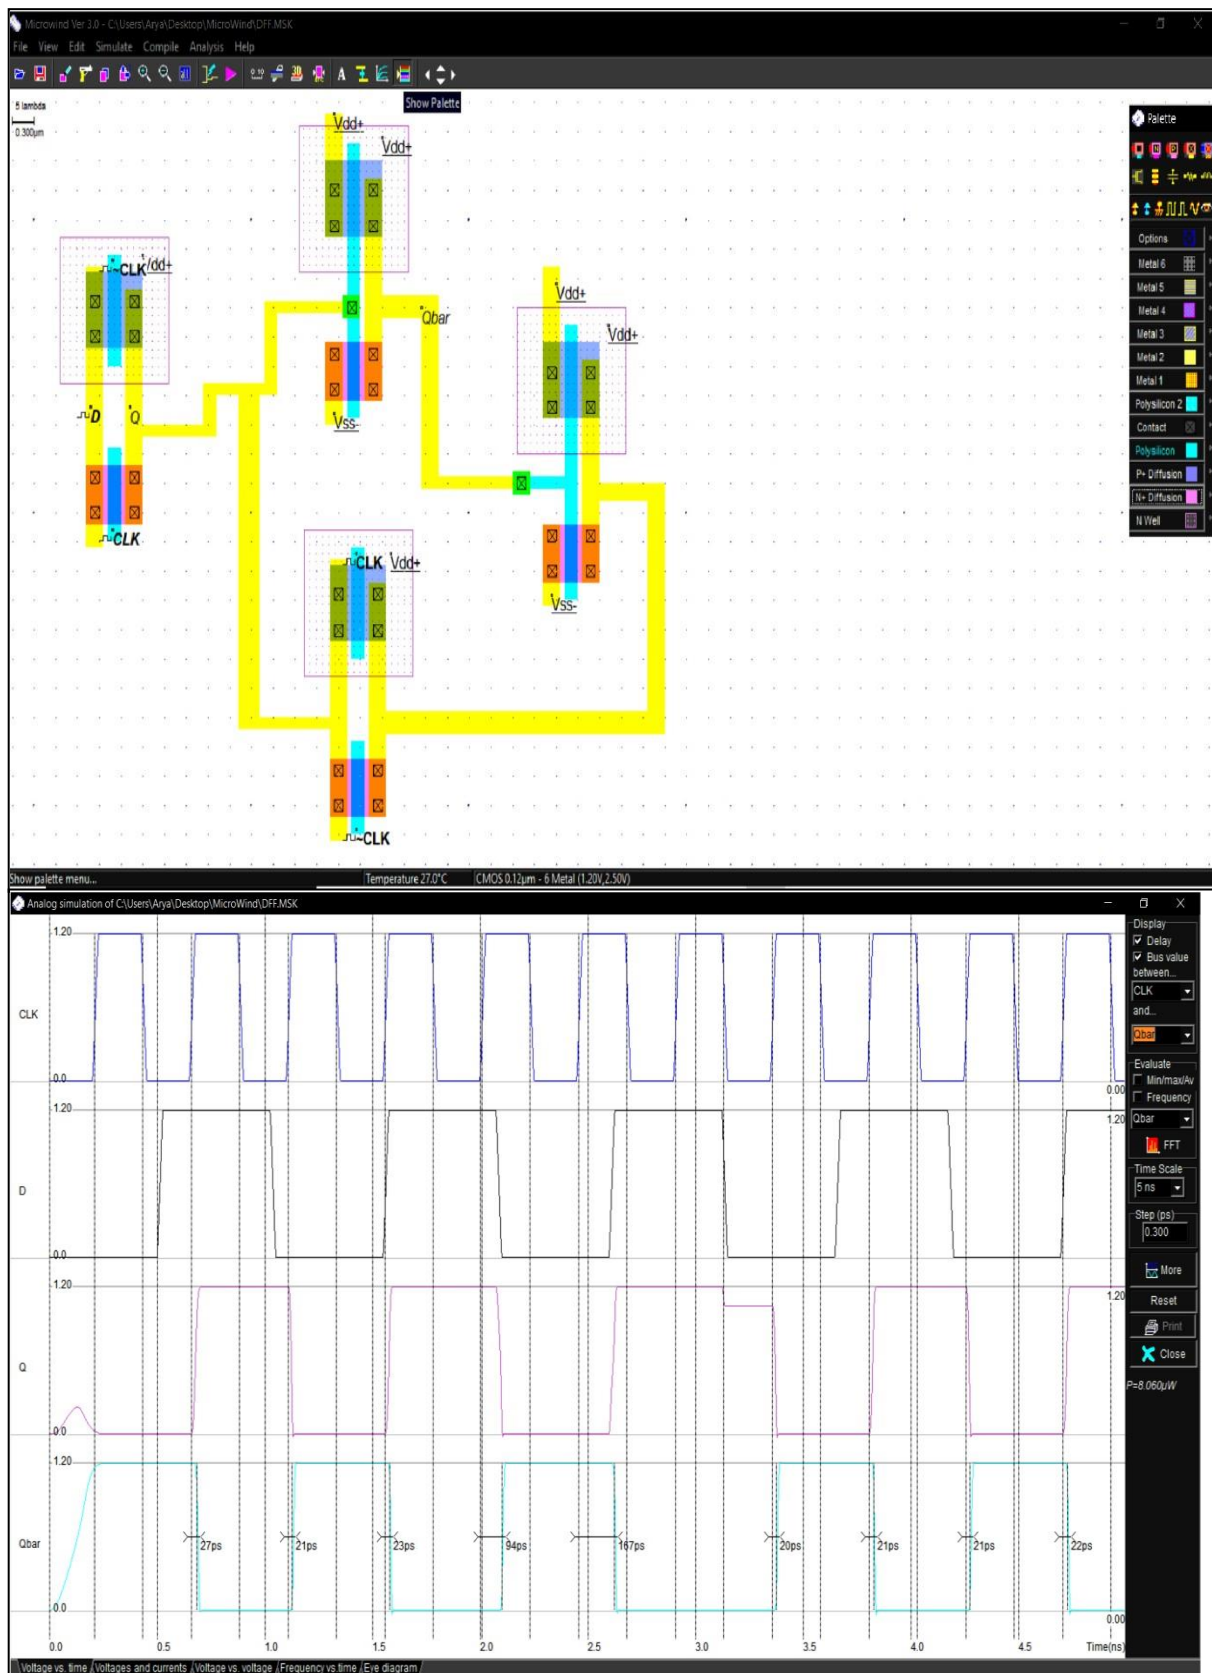 Microwind Ver 3.0 - C:\Users\Arya\Desktop\MicroWind\DFF.MSK
File View Edit Simulate Compile Analysis Help
Show Palette
5 lambda
0.300µm
Vdd+
Vdd+
Palette
Options
Metal 6
Metal 5
Metal 4
Metal 3
Metal 2
Metal 1
Polysilicon 2
Contact
Polysilicon
P+ Diffusion
N+ Diffusion
N Well
~CLK /dd+
Qbar
Vdd+
Vdd+
D Q
Vss-
CLK
CLK Vdd+
Vss-
~CLK
Show palette menu...
Temperature 27.0°C
CMOS 0.12µm - 6 Metal (1.20V,2.50V)
Analog simulation of C:\Users\Arya\Desktop\MicroWind\DFF.MSK
1.20
CLK
0.0
0.00
1.20
1.20
D
0.0
1.20
1.20
Q
0.0
1.20
Qbar
27ps 21ps 23ps 94ps 167ps 20ps 21ps 21ps 22ps
0.0
0.00
0.0 0.5 1.0 1.5 2.0 2.5 3.0 3.5 4.0 4.5 Time(ns)
Voltage vs. time Voltages and currents Voltage vs. voltage Frequency vs.time Eye diagram
Display
Delay
Bus value
between...
CLK
and...
Qbar
Evaluate
Min/max/Av
Frequency
Qbar
FFT
Time Scale
5 ns
Step (ps)
0.300
More
Reset
Print
Close
P=8.060µW